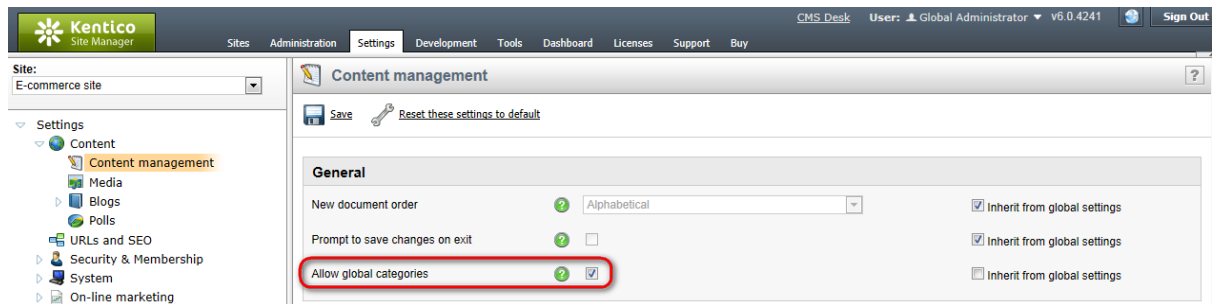 CMS Desk User: Global Administrator v6.0.4241 Sign Out
Kentico
Site Manager
Sites Administration Settings Development Tools Dashboard Licenses Support Buy
Site:
E-commerce site
Content management ?
Save Reset these settings to default
Settings
Content
Content management
Media
Blogs
Polls
URLs and SEO
Security & Membership
System
On-line marketing
General
New document order ? Alphabetical Inherit from global settings
Prompt to save changes on exit ? Inherit from global settings
Allow global categories ? Inherit from global settings